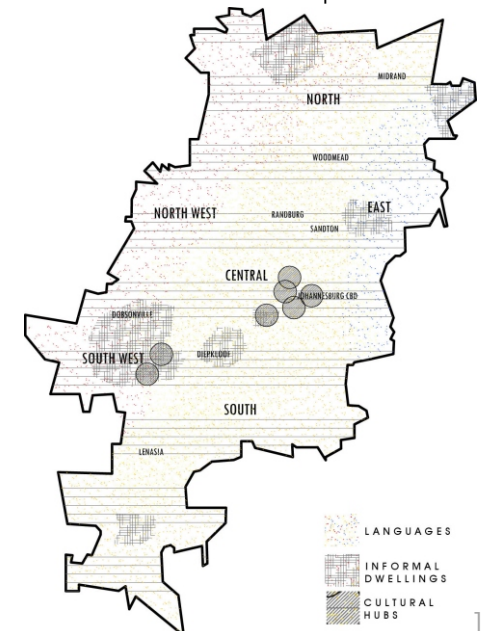 MIDRAND
NORTH
WOODMEAD
NORTH WEST
EAST
RANDBURG
SANDTON
CENTRAL
JOHANNESBURG CBD
DOBSONVILLE
DIEPKLOOF
SOUTH WEST
SOUTH
LENASIA
LANGUAGES
INFORMAL
DWELLINGS
CULTURAL
HUBS